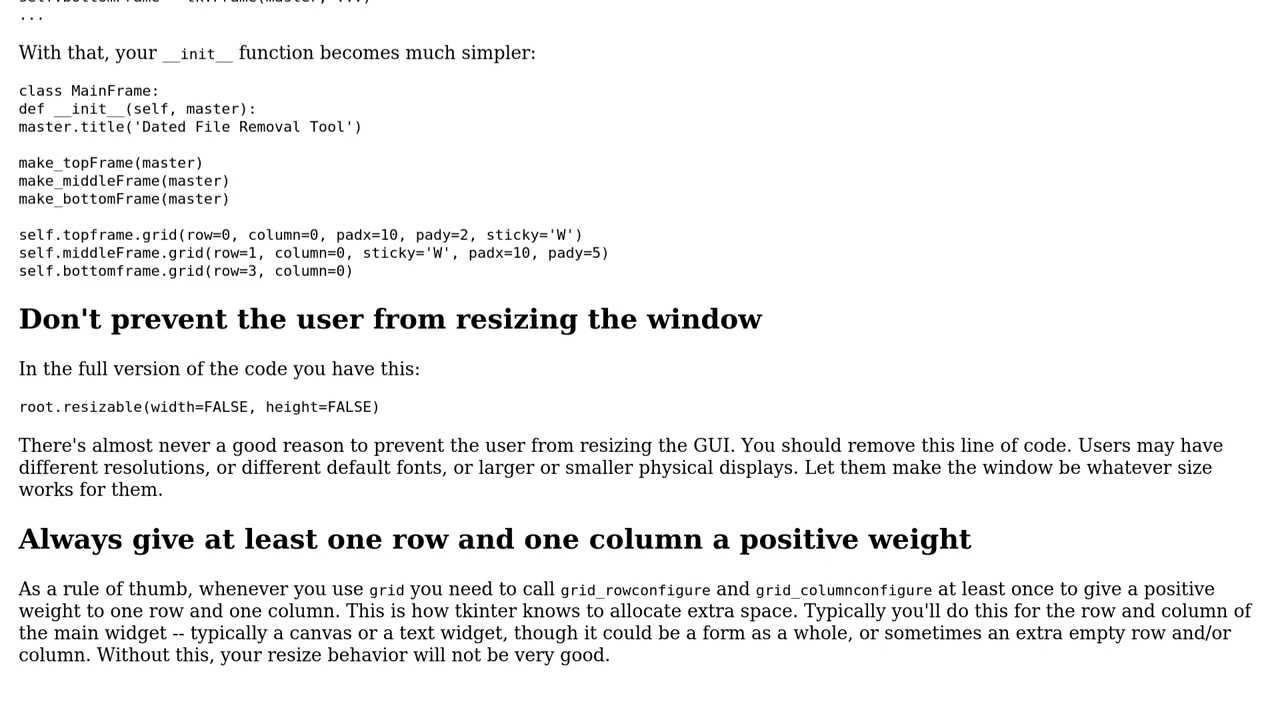 ...
With that, your __init__ function becomes much simpler:
class MainFrame:
def __init__(self, master):
master.title('Dated File Removal Tool')
make_topFrame(master)
make_middleFrame(master)
make_bottomFrame(master)
self.topframe.grid(row=0, column=0, padx=10, pady=2, sticky='W')
self.middleFrame.grid(row=1, column=0, sticky='W', padx=10, pady=5)
self.bottomframe.grid(row=3, column=0)
Don't prevent the user from resizing the window
In the full version of the code you have this:
root.resizable(width=FALSE, height=FALSE)
There's almost never a good reason to prevent the user from resizing the GUI. You should remove this line of code. Users may have
different resolutions, or different default fonts, or larger or smaller physical displays. Let them make the window be whatever size
works for them.
Always give at least one row and one column a positive weight
As a rule of thumb, whenever you use grid you need to call grid_rowconfigure and grid_columnconfigure at least once to give a positive
weight to one row and one column. This is how tkinter knows to allocate extra space. Typically you'll do this for the row and column of
the main widget -- typically a canvas or a text widget, though it could be a form as a whole, or sometimes an extra empty row and/or
column. Without this, your resize behavior will not be very good.